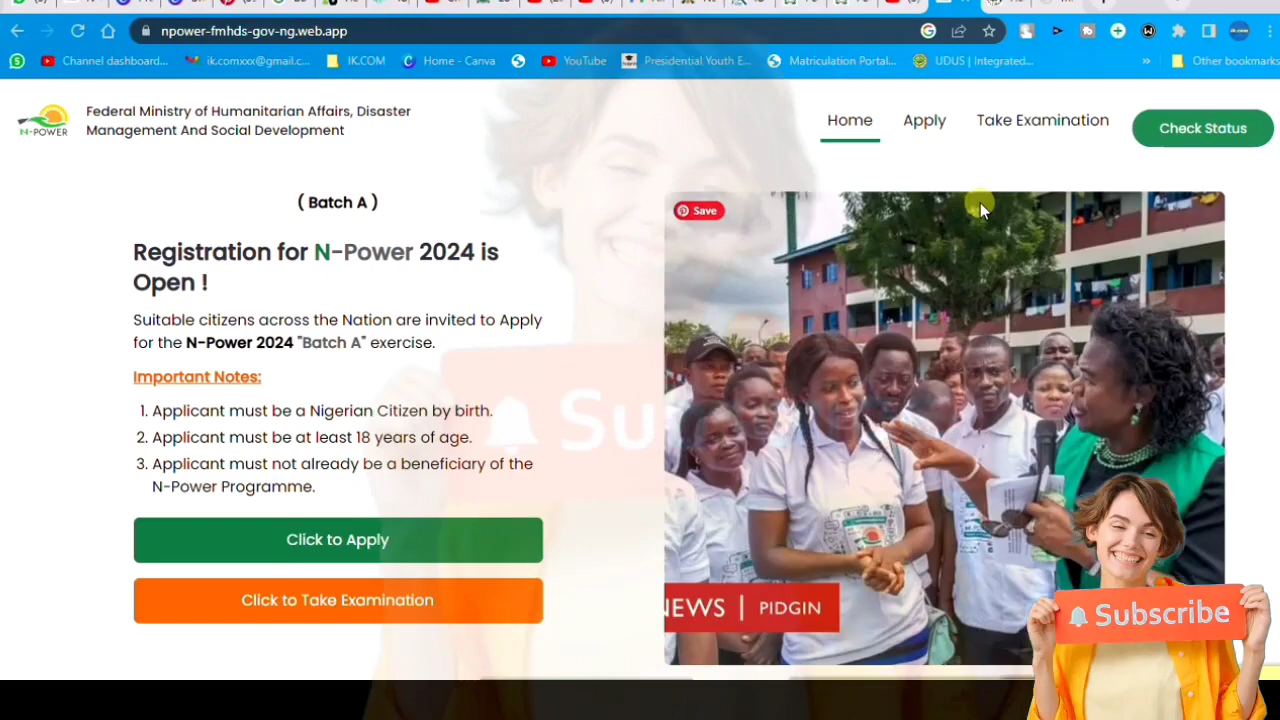 npower-fmhds-gov-ng.web.app
Channel dashboard...
ik.comxxx@gmail.c...
IK.COM
Home - Canva
YouTube
Presidential Youth E...
Matriculation Portal...
UDUS | Integrated...
»
Other bookmarks
N-POWER
Federal Ministry of Humanitarian Affairs, Disaster
Management And Social Development
Home
Apply
Take Examination
Check Status
( Batch A )
Registration for N-Power 2024 is
Open !
Suitable citizens across the Nation are invited to Apply
for the N-Power 2024 "Batch A" exercise.
Important Notes:
1. Applicant must be a Nigerian Citizen by birth.
2. Applicant must be at least 18 years of age.
3. Applicant must not already be a beneficiary of the
N-Power Programme.
Click to Apply
Click to Take Examination
Save
NEWS | PIDGIN
Su
Subscribe